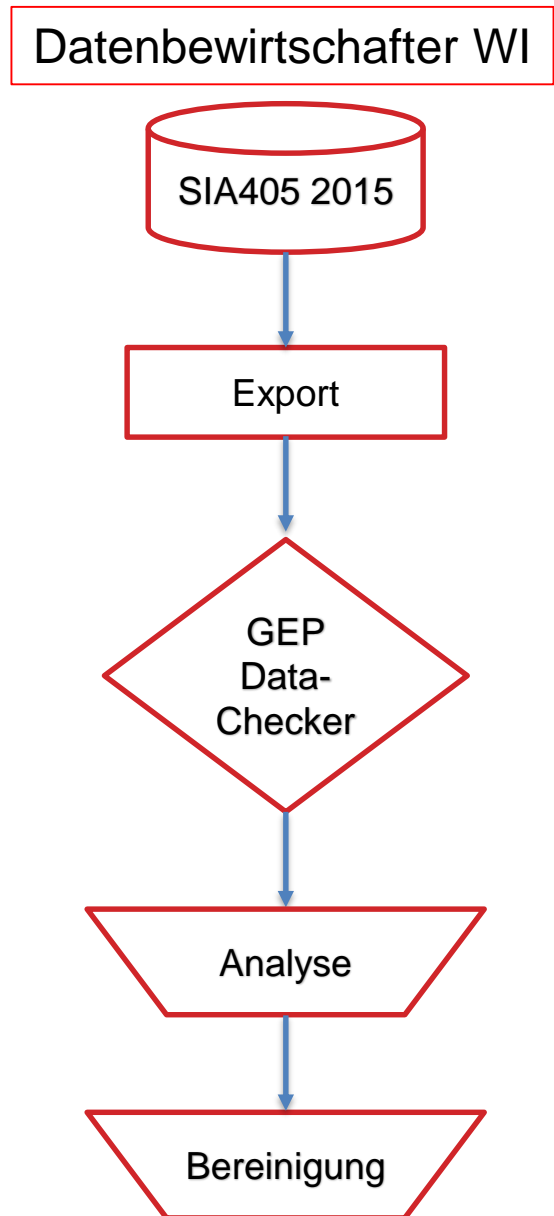 Datenbewirtschafter WI
SIA405 2015
Export
GEP
Data-
Checker
Analyse
Bereinigung